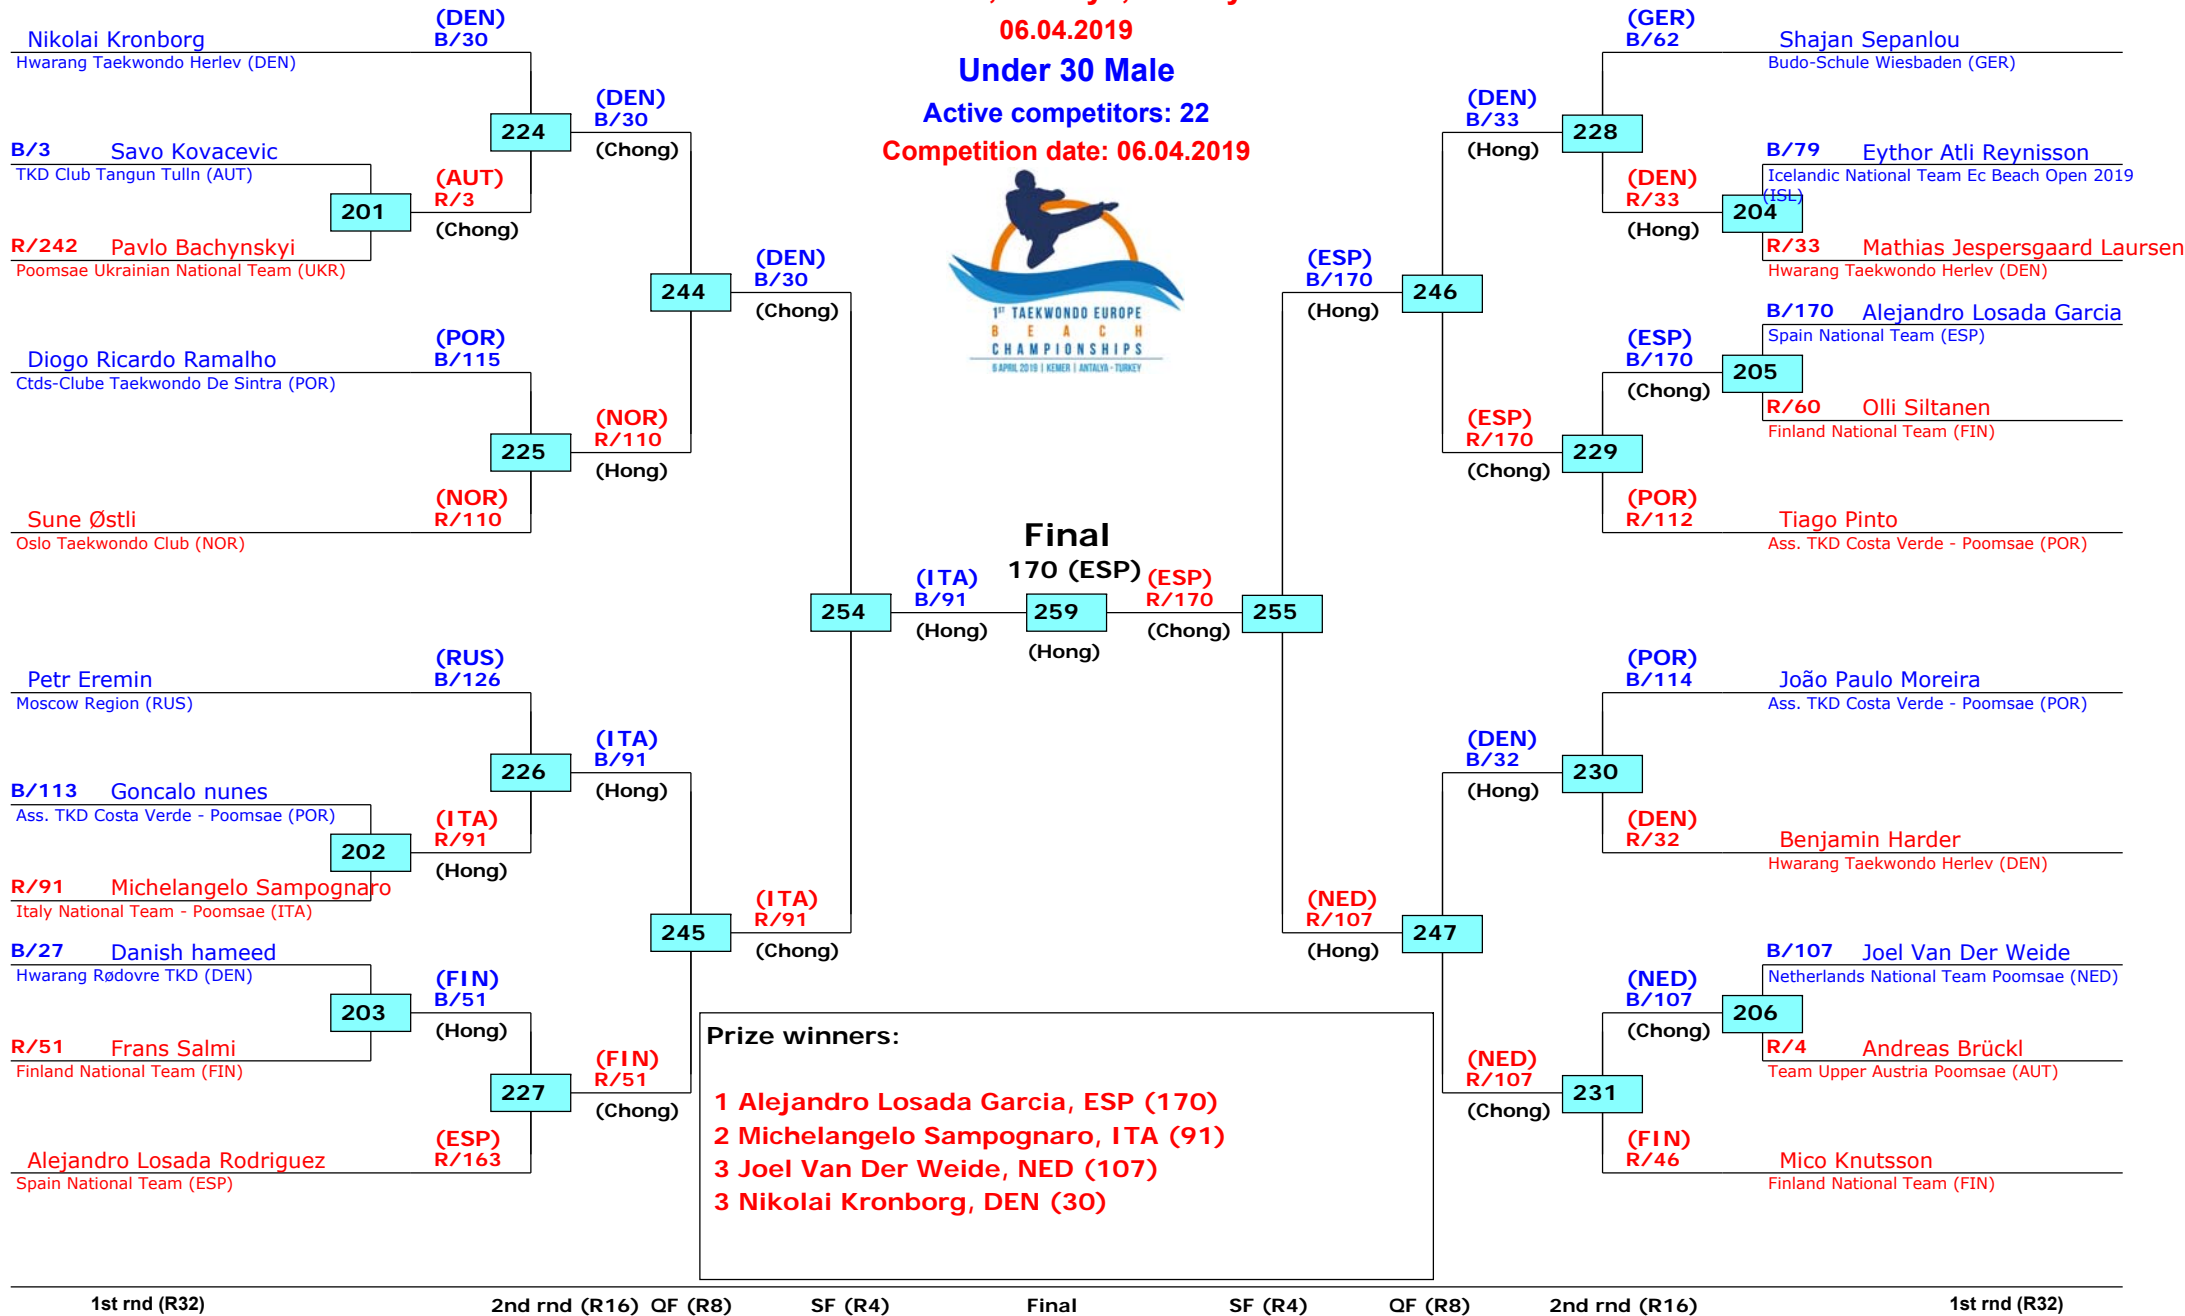 06.04.2019
Under 30 Male
Active competitors: 22
Competition date: 06.04.2019
1ST TAEKWONDO EUROPE
BEACH
CHAMPIONSHIPS
6 APRIL 2019 | KEMER | ANTALYA - TURKEY
(DEN)
Nikolai Kronborg B/30
Hwarang Taekwondo Herlev (DEN)
B/3 Savo Kovacevic
TKD Club Tangun Tulln (AUT)
201
R/242 Pavlo Bachynskyi
Poomsae Ukrainian National Team (UKR)
(AUT)
R/3
(Chong)
224
(DEN)
B/30
(Chong)
(POR)
Diogo Ricardo Ramalho B/115
Ctds-Clube Taekwondo De Sintra (POR)
225
(NOR)
Sune Østli R/110
Oslo Taekwondo Club (NOR)
(NOR)
R/110
(Hong)
244
(DEN)
B/30
(Chong)
(RUS)
Petr Eremin B/126
Moscow Region (RUS)
B/113 Goncalo nunes
Ass. TKD Costa Verde - Poomsae (POR)
202
R/91 Michelangelo Sampognaro
Italy National Team - Poomsae (ITA)
(ITA)
R/91
(Hong)
226
(ITA)
B/91
(Hong)
B/27 Danish hameed
Hwarang Rødovre TKD (DEN)
203
R/51 Frans Salmi
Finland National Team (FIN)
(FIN)
B/51
(Hong)
227
(ESP)
Alejandro Losada Rodriguez R/163
Spain National Team (ESP)
(FIN)
R/51
(Chong)
245
(ITA)
R/91
(Chong)
254
(ITA)
B/91
(Hong)
Final
170 (ESP)
259
(Hong)
(ESP)
R/170
(Chong)
255
(ESP)
B/170
(Hong)
246
(DEN)
B/33
(Hong)
228
(GER)
B/62 Shajan Sepanlou
Budo-Schule Wiesbaden (GER)
(DEN)
R/33
(Hong)
204
B/79 Eythor Atli Reynisson
Icelandic National Team Ec Beach Open 2019
(ISL)
R/33 Mathias Jespersgaard Laursen
Hwarang Taekwondo Herlev (DEN)
(ESP)
R/170
(Chong)
229
(ESP)
B/170
(Chong)
205
B/170 Alejandro Losada Garcia
Spain National Team (ESP)
R/60 Olli Siltanen
Finland National Team (FIN)
(POR)
R/112 Tiago Pinto
Ass. TKD Costa Verde - Poomsae (POR)
(NED)
R/107
(Hong)
247
(DEN)
B/32
(Hong)
230
(POR)
B/114 João Paulo Moreira
Ass. TKD Costa Verde - Poomsae (POR)
(DEN)
R/32 Benjamin Harder
Hwarang Taekwondo Herlev (DEN)
(NED)
R/107
(Chong)
231
(NED)
B/107
(Chong)
206
B/107 Joel Van Der Weide
Netherlands National Team Poomsae (NED)
R/4 Andreas Brückl
Team Upper Austria Poomsae (AUT)
(FIN)
R/46 Mico Knutsson
Finland National Team (FIN)
Prize winners:
1 Alejandro Losada Garcia, ESP (170)
2 Michelangelo Sampognaro, ITA (91)
3 Joel Van Der Weide, NED (107)
3 Nikolai Kronborg, DEN (30)
1st rnd (R32) 2nd rnd (R16) QF (R8) SF (R4) Final SF (R4) QF (R8) 2nd rnd (R16) 1st rnd (R32)